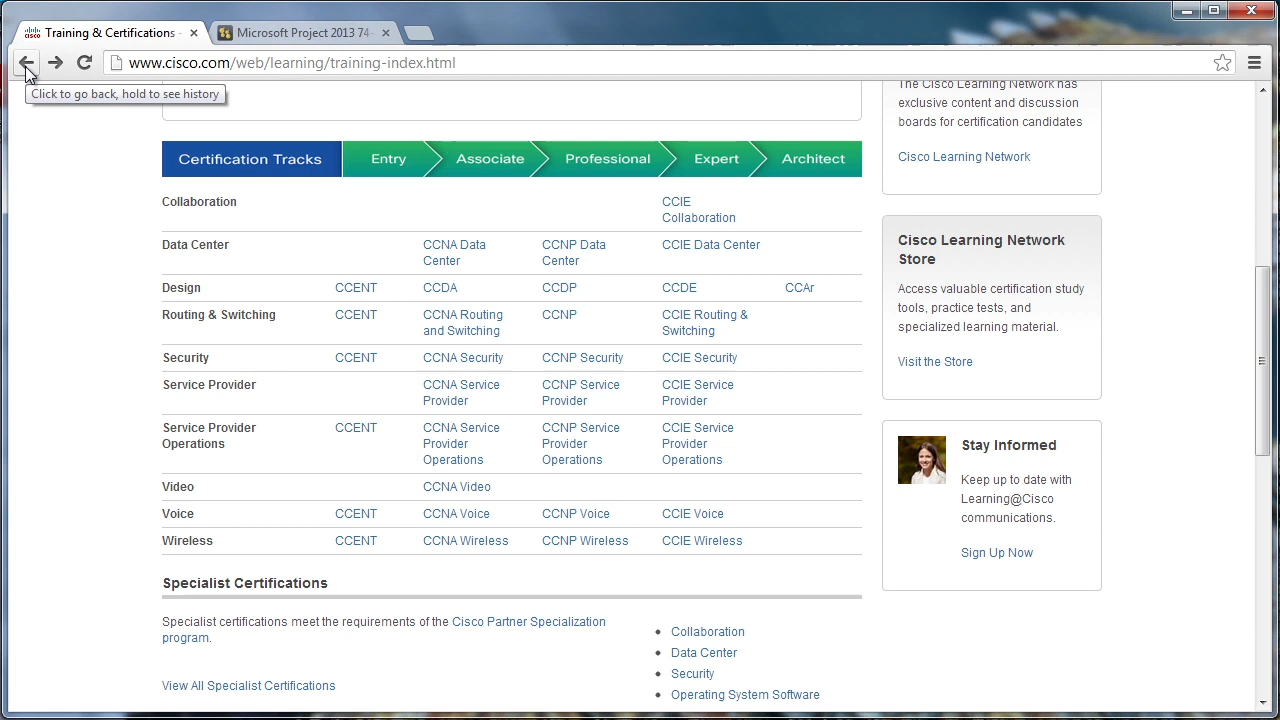 Training & Certifications -
Microsoft Project 2013 74-
www.cisco.com/web/learning/training-index.html
Click to go back, hold to see history
The Cisco Learning Network has
exclusive content and discussion
boards for certification candidates
Cisco Learning Network
Certification Tracks Entry Associate Professional Expert Architect
Collaboration CCIE
Collaboration
Data Center CCNA Data CCNP Data CCIE Data Center
Center Center
Design CCENT CCDA CCDP CCDE CCAr
Routing & Switching CCENT CCNA Routing CCNP CCIE Routing &
and Switching Switching
Security CCENT CCNA Security CCNP Security CCIE Security
Service Provider CCNA Service CCNP Service CCIE Service
Provider Provider Provider
Service Provider CCENT CCNA Service CCNP Service CCIE Service
Operations Provider Provider Provider
Operations Operations Operations
Video CCNA Video
Voice CCENT CCNA Voice CCNP Voice CCIE Voice
Wireless CCENT CCNA Wireless CCNP Wireless CCIE Wireless
Cisco Learning Network
Store
Access valuable certification study
tools, practice tests, and
specialized learning material.
Visit the Store
Stay Informed
Keep up to date with
Learning@Cisco
communications.
Sign Up Now
Specialist Certifications
Specialist certifications meet the requirements of the Cisco Partner Specialization
program.
View All Specialist Certifications
Collaboration
Data Center
Security
Operating System Software